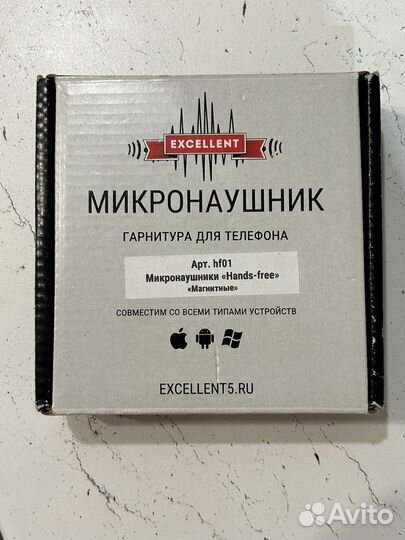 EXCELLENT
МИКРОНАУШНИК
ГАРНИТУРА ДЛЯ ТЕЛЕФОНА
Арт. hf01
Микронаушники «Hands-free»
«Магнитные»
СОВМЕСТИМ СО ВСЕМИ ТИПАМИ УСТРОЙСТВ
EXCELLENT5.RU
Avito